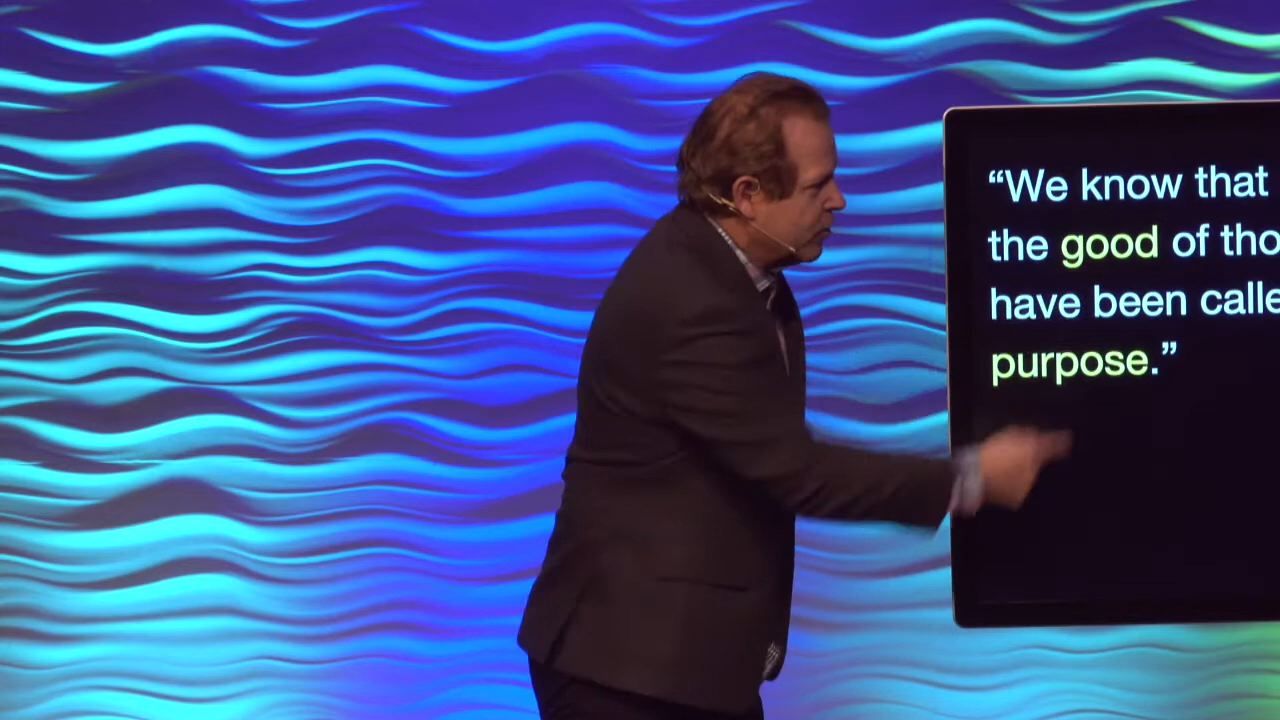 “We know that
the good of tho
have been calle
purpose.”